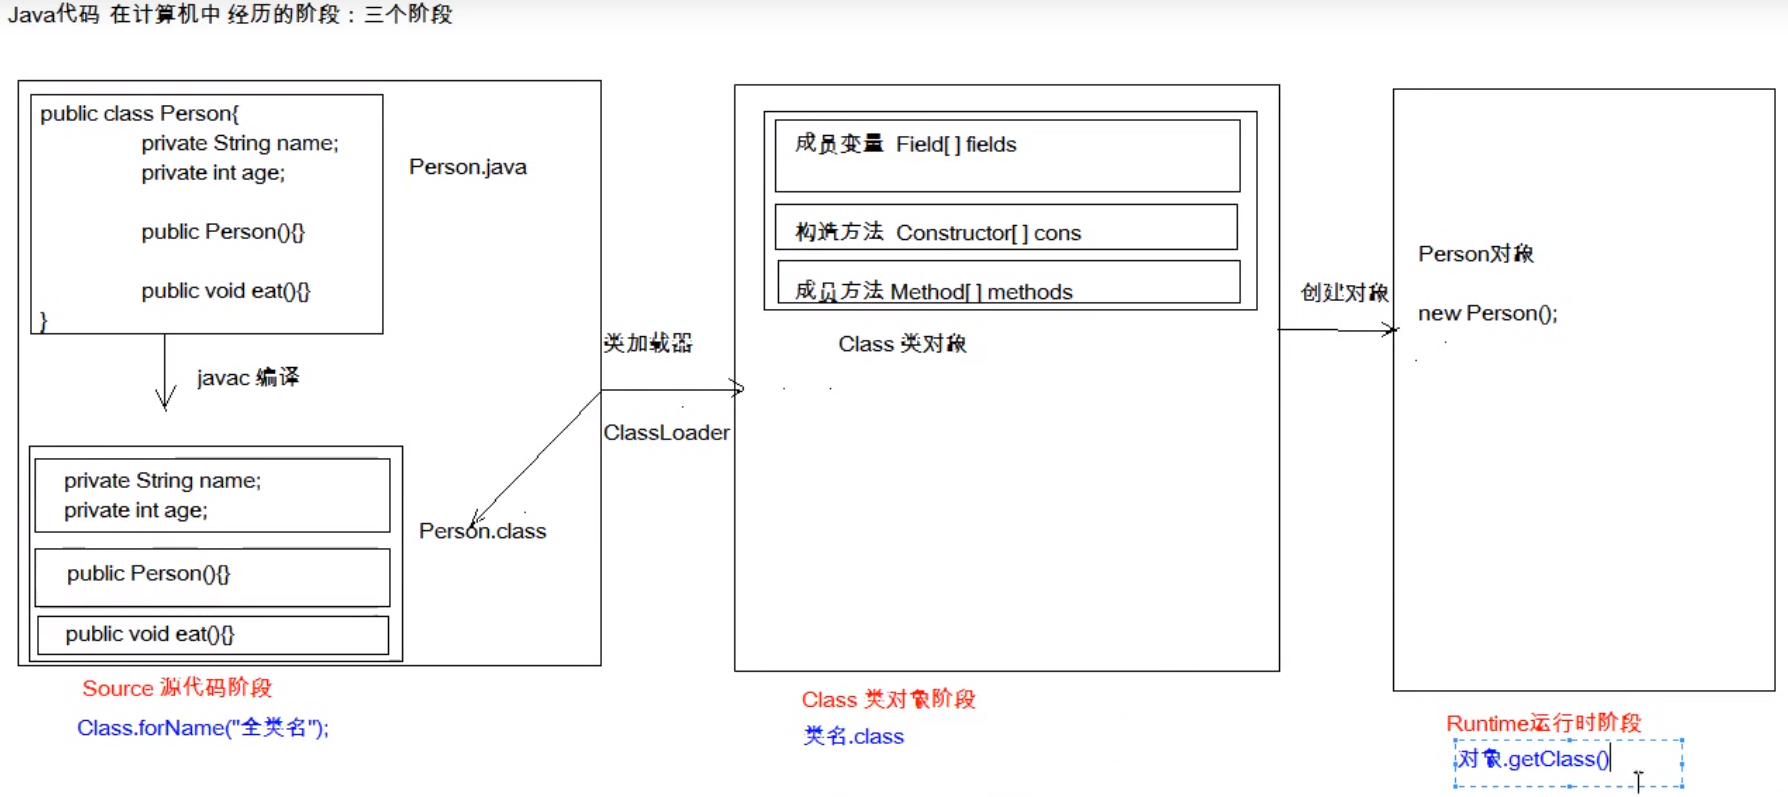 Java代码 在计算机中 经历的阶段：三个阶段
public class Person{
private String name;
private int age;
public Person(){}
public void eat(){}
}
Person.java
javac 编译
private String name;
private int age;
public Person(){}
public void eat(){}
Person.class
Source 源代码阶段
Class.forName("全类名");
类加载器
ClassLoader
成员变量 Field[ ] fields
构造方法 Constructor[ ] cons
成员方法 Method[ ] methods
Class 类对象
Class 类对象阶段
类名.class
创建对象
Person对象
new Person();
Runtime运行时阶段
对象.getClass()